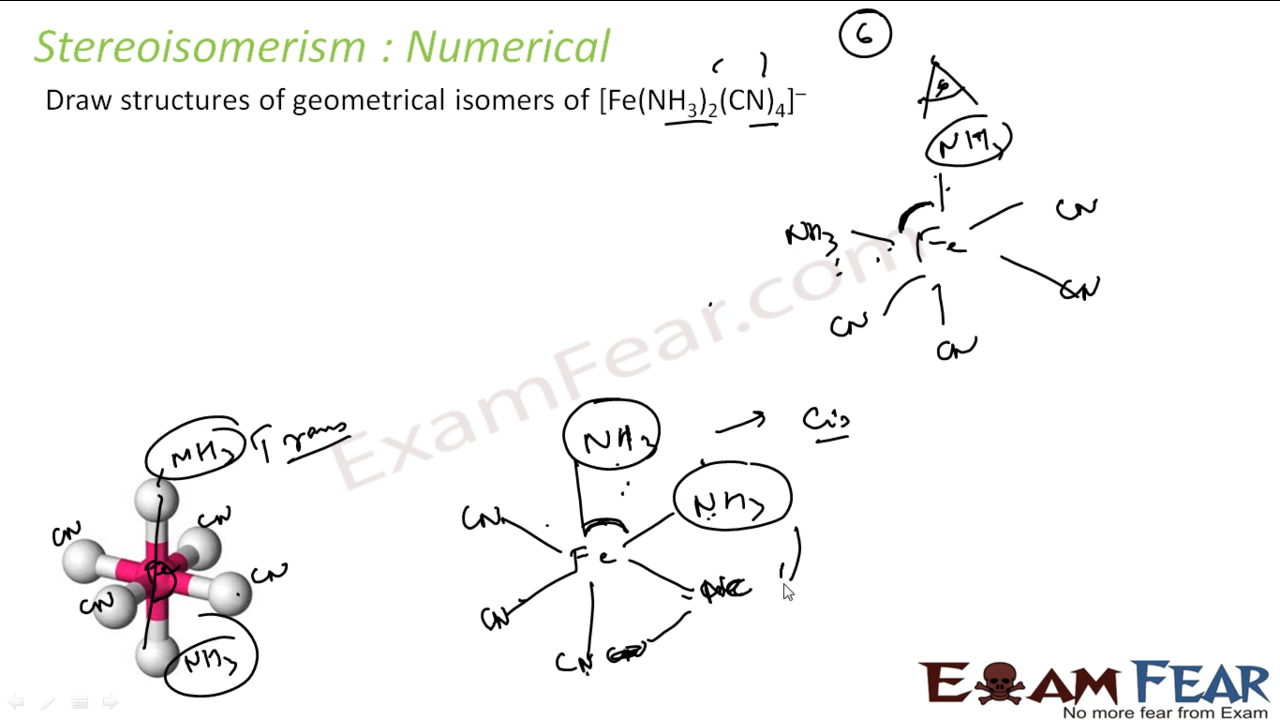 Stereoisomerism : Numerical
6
Draw structures of geometrical isomers of [Fe(NH3)2(CN)4]–
NH3
NH3
Fe
CN
CN
CN
CN
ExamFear.com
NH3
Trans
CN
CN
Fe
CN
CN
NH3
NH3
Cis
NH3
CN
Fe
CN
CN
EXAM FEAR
No more fear from Exam